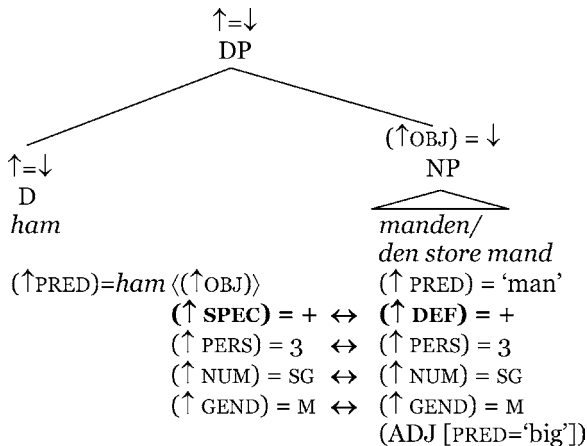 ↑=↓
DP
(↑OBJ) = ↓
↑=↓
NP
D
ham
manden/
den store mand
(↑PRED)=ham ⟨(↑OBJ)⟩ (↑ PRED) = ‘man’
(↑ SPEC) = + ↔ (↑ DEF) = +
(↑ PERS) = 3 ↔ (↑ PERS) = 3
(↑ NUM) = SG ↔ (↑ NUM) = SG
(↑ GEND) = M ↔ (↑ GEND) = M
(ADJ [PRED=‘big’])